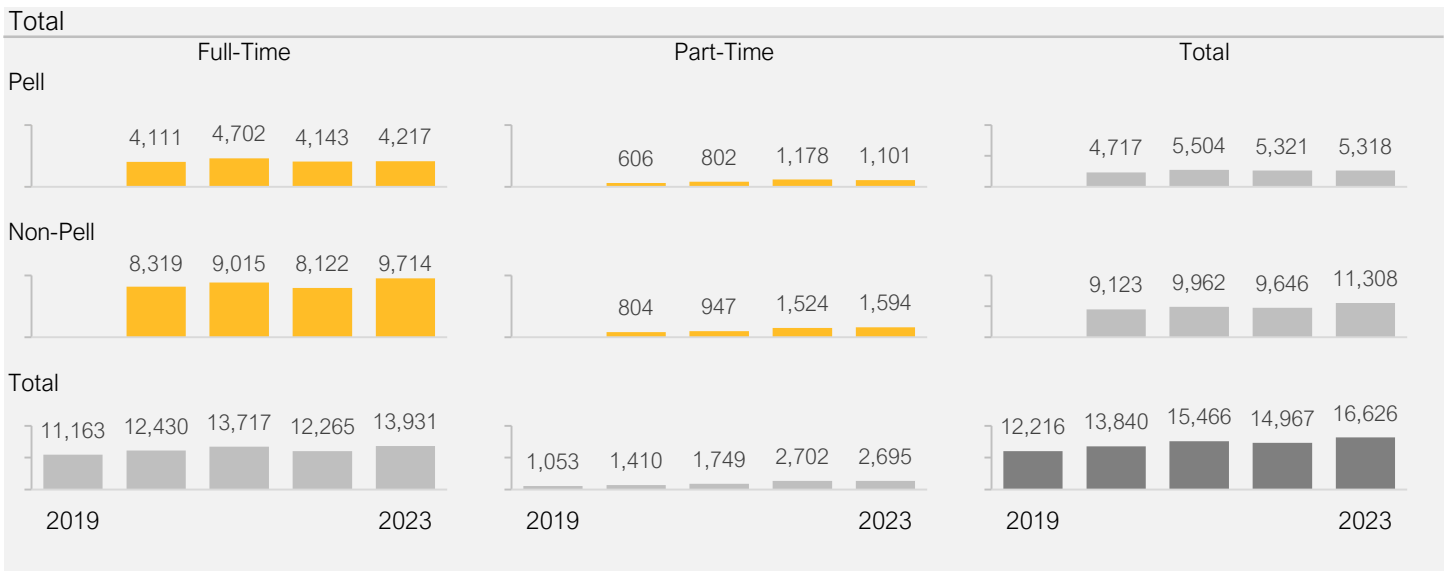 Total
Full-Time Part-Time Total
Pell
4,111 4,702 4,143 4,217 606 802 1,178 1,101 4,717 5,504 5,321 5,318
Non-Pell
8,319 9,015 8,122 9,714 804 947 1,524 1,594 9,123 9,962 9,646 11,308
Total
11,163 12,430 13,717 12,265 13,931 1,053 1,410 1,749 2,702 2,695 12,216 13,840 15,466 14,967 16,626
2019 2023 2019 2023 2019 2023